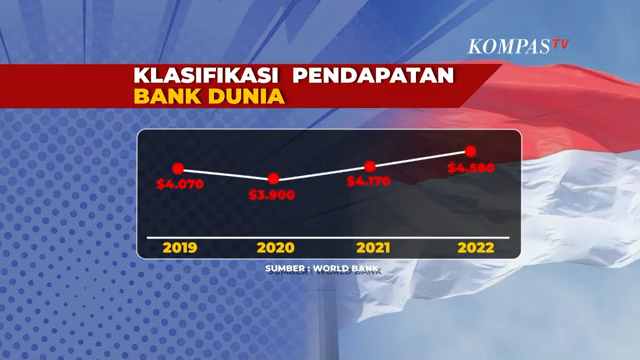 KOMPASTV
KLASIFIKASI PENDAPATAN
BANK DUNIA
$4.070
$3.900
$4.170
$4.580
2019
2020
2021
2022
SUMBER : WORLD BANK